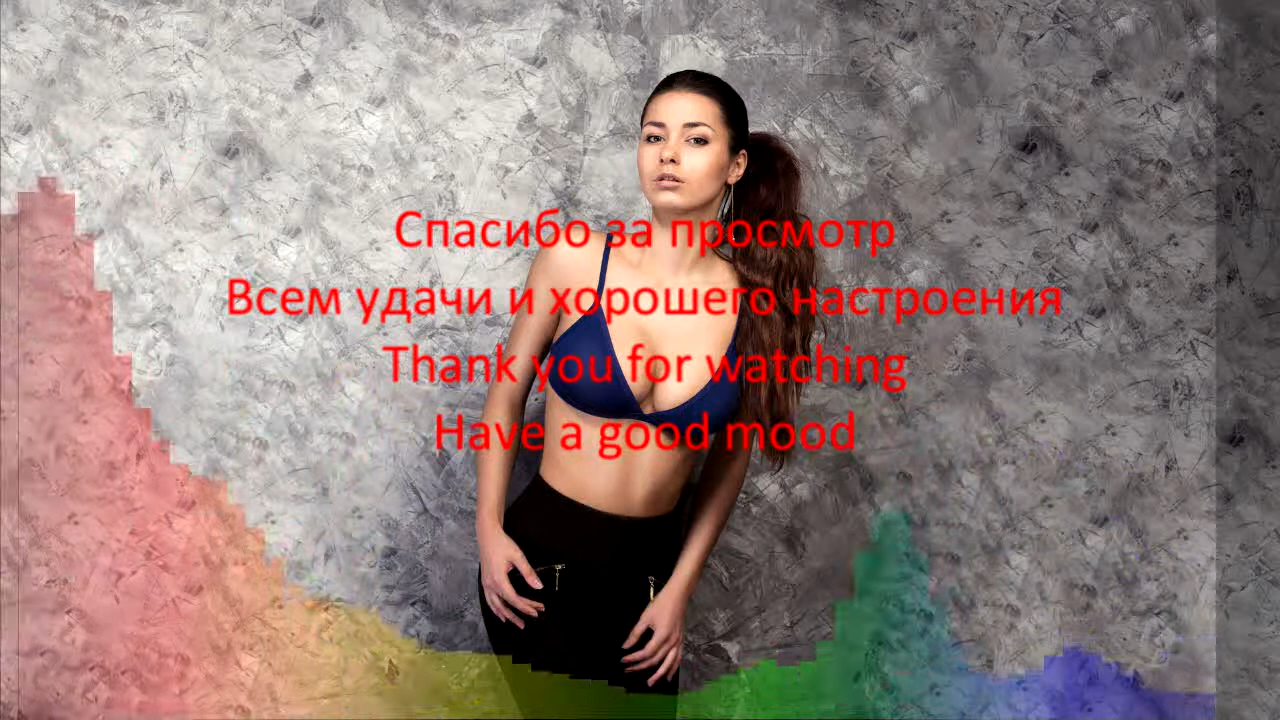 Спасибо за просмотр
Всем удачи и хорошего настроения
Thank you for watching
Have a good mood